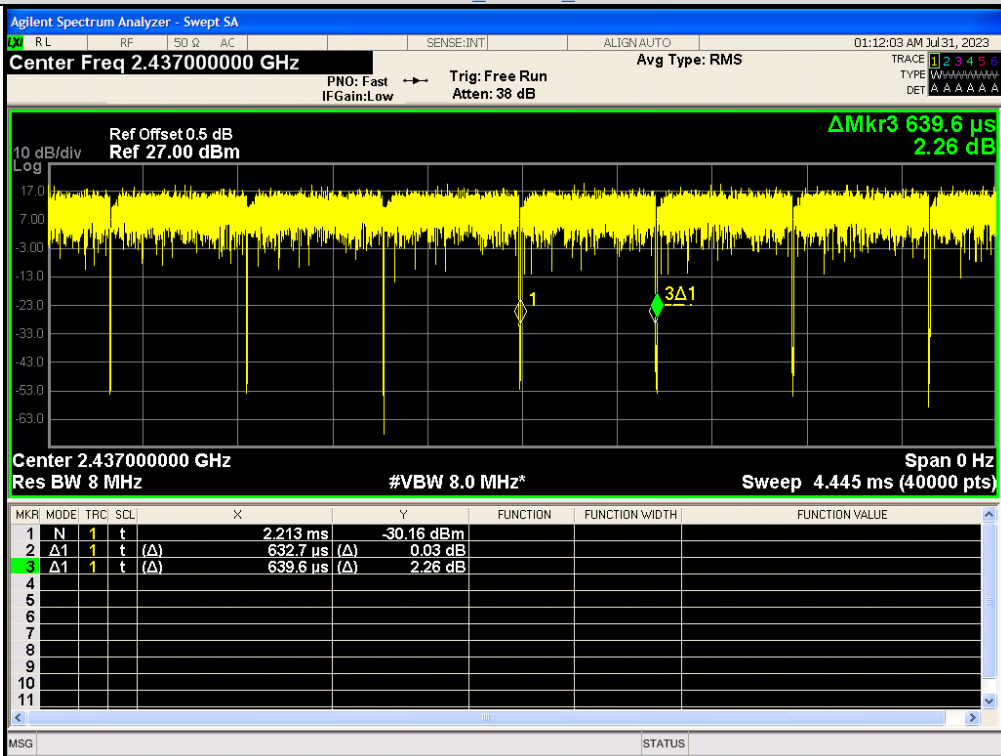 Agilent Spectrum Analyzer - Swept SA
LXI RL RF 50 Ω AC SENSE:INT ALIGN AUTO 01:12:03 AM Jul 31, 2023
Center Freq 2.437000000 GHz Avg Type: RMS TRACE 1 2 3 4 5 6
PNO: Fast Trig: Free Run TYPE W
IFGain:Low Atten: 38 dB DET A A A A A A
ΔMkr3 639.6 µs
2.26 dB
Ref Offset 0.5 dB
10 dB/div Ref 27.00 dBm
Log
17.0
7.00
-3.00
-13.0
-23.0
-33.0
-43.0
-53.0
-63.0
1
3Δ1
Center 2.437000000 GHz Span 0 Hz
Res BW 8 MHz #VBW 8.0 MHz* Sweep 4.445 ms (40000 pts)
MKR MODE TRC SCL X Y FUNCTION FUNCTION WIDTH FUNCTION VALUE
1 N 1 t 2.213 ms -30.16 dBm
2 Δ1 1 t (Δ) 632.7 µs (Δ) 0.03 dB
3 Δ1 1 t (Δ) 639.6 µs (Δ) 2.26 dB
4
5
6
7
8
9
10
11
MSG STATUS